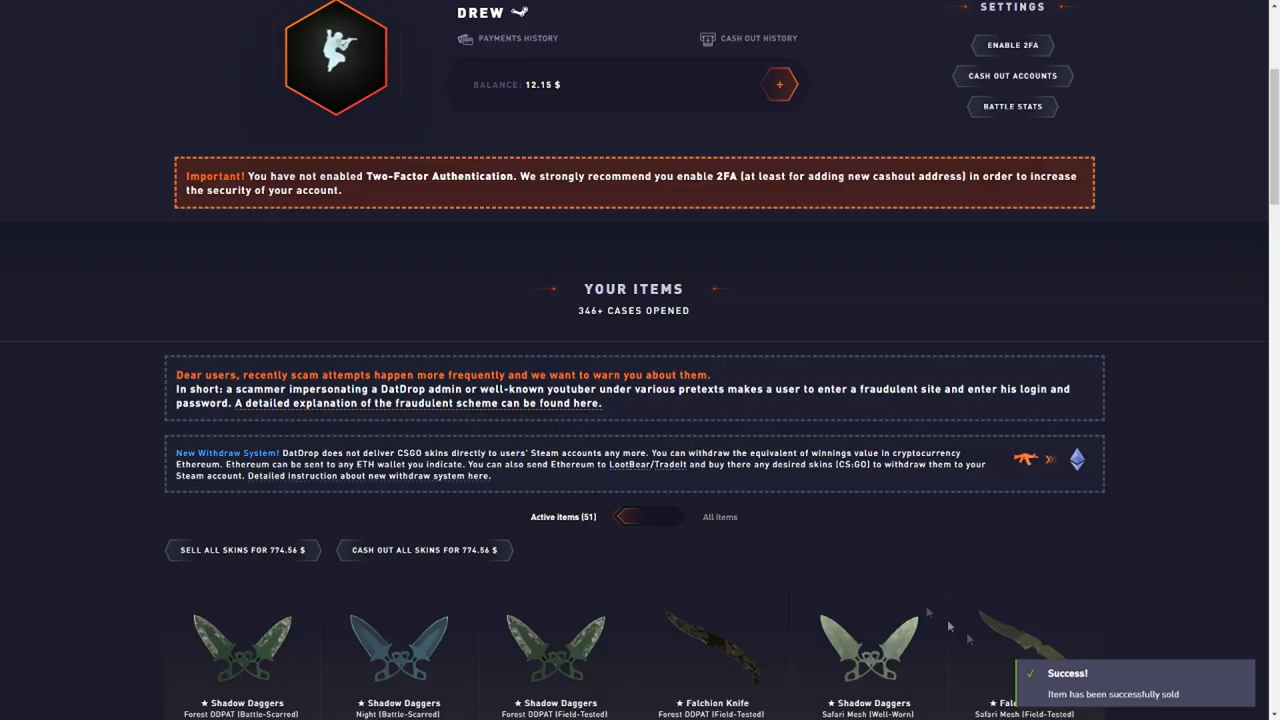 DREW
SETTINGS
PAYMENTS HISTORY
CASH OUT HISTORY
ENABLE 2FA
CASH OUT ACCOUNTS
BATTLE STATS
BALANCE: 12.15 $
+
Important! You have not enabled Two-Factor Authentication. We strongly recommend you enable 2FA (at least for adding new cashout address) in order to increase
the security of your account.
YOUR ITEMS
346+ CASES OPENED
Dear users, recently scam attempts happen more frequently and we want to warn you about them.
In short: a scammer impersonating a DatDrop admin or well-known youtuber under various pretexts makes a user to enter a fraudulent site and enter his login and
password. A detailed explanation of the fraudulent scheme can be found here.
New Withdraw System! DatDrop does not deliver CSGO skins directly to users' Steam accounts any more. You can withdraw the equivalent of winnings value in cryptocurrency
Ethereum. Ethereum can be sent to any ETH wallet you indicate. You can also send Ethereum to LootBear/TradeIt and buy there any desired skins (CS:GO) to withdraw them to your
Steam account. Detailed instruction about new withdraw system here.
Active items (51)
All Items
SELL ALL SKINS FOR 774.56 $
CASH OUT ALL SKINS FOR 774.56 $
★ Shadow Daggers
Forest DDPAT (Battle-Scarred)
★ Shadow Daggers
Night (Battle-Scarred)
★ Shadow Daggers
Forest DDPAT (Field-Tested)
★ Falchion Knife
Forest DDPAT (Field-Tested)
★ Shadow Daggers
Safari Mesh (Well-Worn)
★ Fal
Safari Mesh (Field-Tested)
Success!
Item has been successfully sold